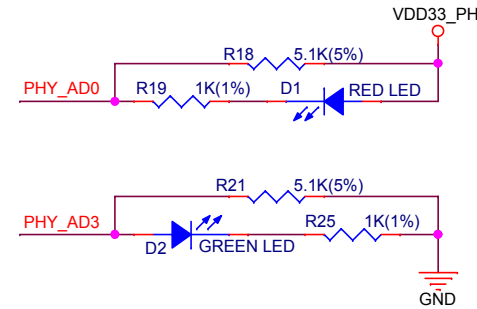 VDD33_PH
R18 5.1K(5%)
PHY_AD0 R19 1K(1%) D1 RED LED
R21 5.1K(5%)
PHY_AD3 R25 1K(1%)
D2 GREEN LED
GND